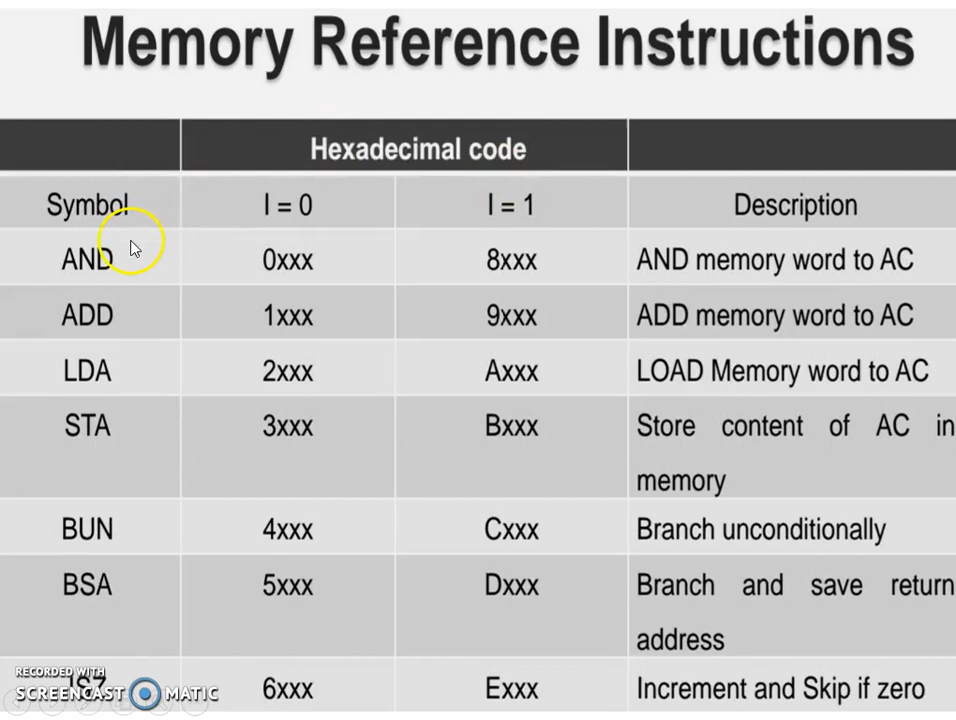 Memory Reference Instructions
Hexadecimal code
Symbol I = 0 I = 1 Description
AND 0xxx 8xxx AND memory word to AC
ADD 1xxx 9xxx ADD memory word to AC
LDA 2xxx Axxx LOAD Memory word to AC
STA 3xxx Bxxx Store content of AC in
memory
BUN 4xxx Cxxx Branch unconditionally
BSA 5xxx Dxxx Branch and save return
address
RECORDED WITH
ISZ 6xxx Exxx Increment and Skip if zero
SCREENCAST MATIC